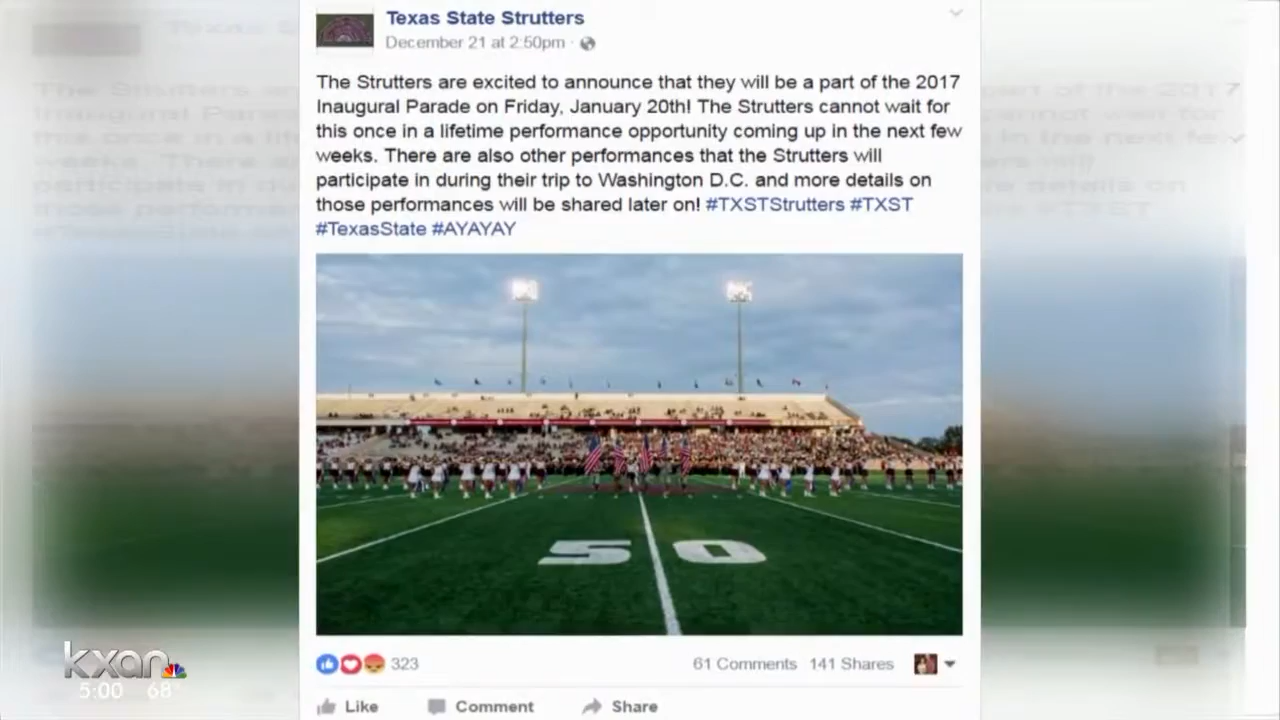 Texas State Strutters
December 21 at 2:50pm ·
The Strutters are excited to announce that they will be a part of the 2017
Inaugural Parade on Friday, January 20th! The Strutters cannot wait for
this once in a lifetime performance opportunity coming up in the next few
weeks. There are also other performances that the Strutters will
participate in during their trip to Washington D.C. and more details on
those performances will be shared later on! #TXSTStrutters #TXST
#TexasState #AYAYAY
50
323 61 Comments 141 Shares
Like Comment Share
kxan
5:00 68°